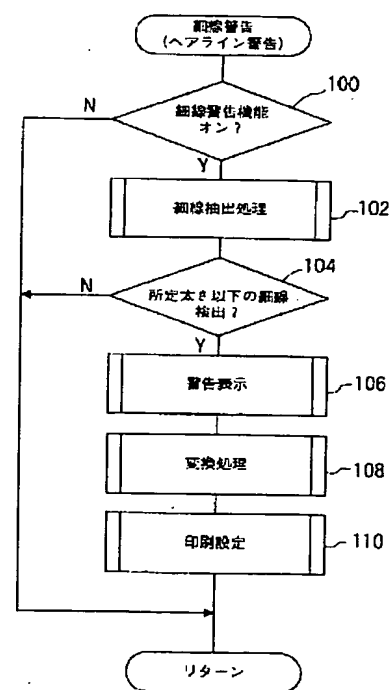 細線警告
(ヘアライン警告)
100
N
細線警告機能
オン?
Y
細線抽出処理
102
104
N
所定太さ以下の細線
検出?
Y
警告表示
106
変換処理
108
印刷設定
110
リターン